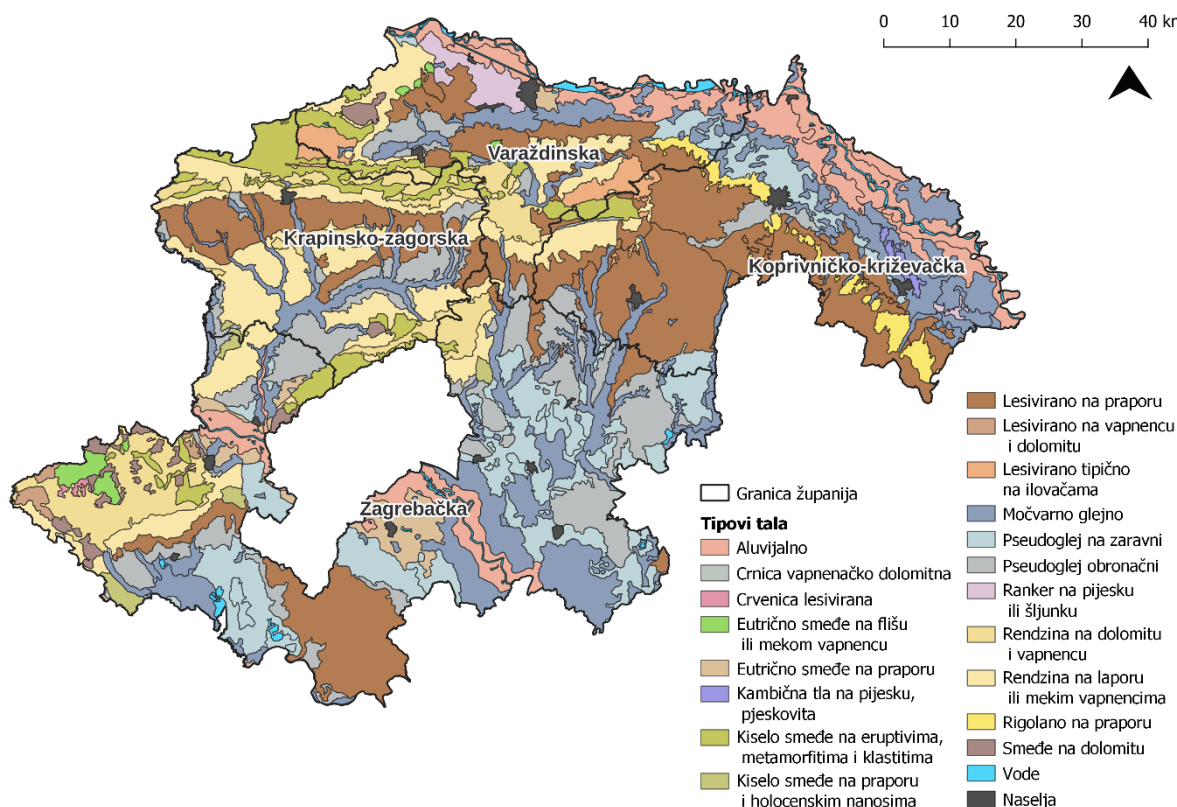 0 10 20 30 40 km
Varaždinska
Krapinsko-zagorska
Koprivničko-križevačka
Zagrebačka
Granica županija
Tipovi tala
Aluvijalno
Crnica vapnenačko dolomitna
Crvenica lesivirana
Eutrično smeđe na flišu
ili mekom vapnencu
Eutrično smeđe na praporu
Kambična tla na pijesku,
pjeskovita
Kiselo smeđe na eruptivima,
metamorfitima i klastitima
Kiselo smeđe na praporu
i holocenskim nanosima
Lesivirano na praporu
Lesivirano na vapnencu
i dolomitu
Lesivirano tipično
na ilovačama
Močvarno glejno
Pseudoglej na zaravni
Pseudoglej obronačni
Ranker na pijesku
ili šljunku
Rendzina na dolomitu
i vapnencu
Rendzina na laporu
ili mekim vapnencima
Rigolano na praporu
Smeđe na dolomitu
Vode
Naselja